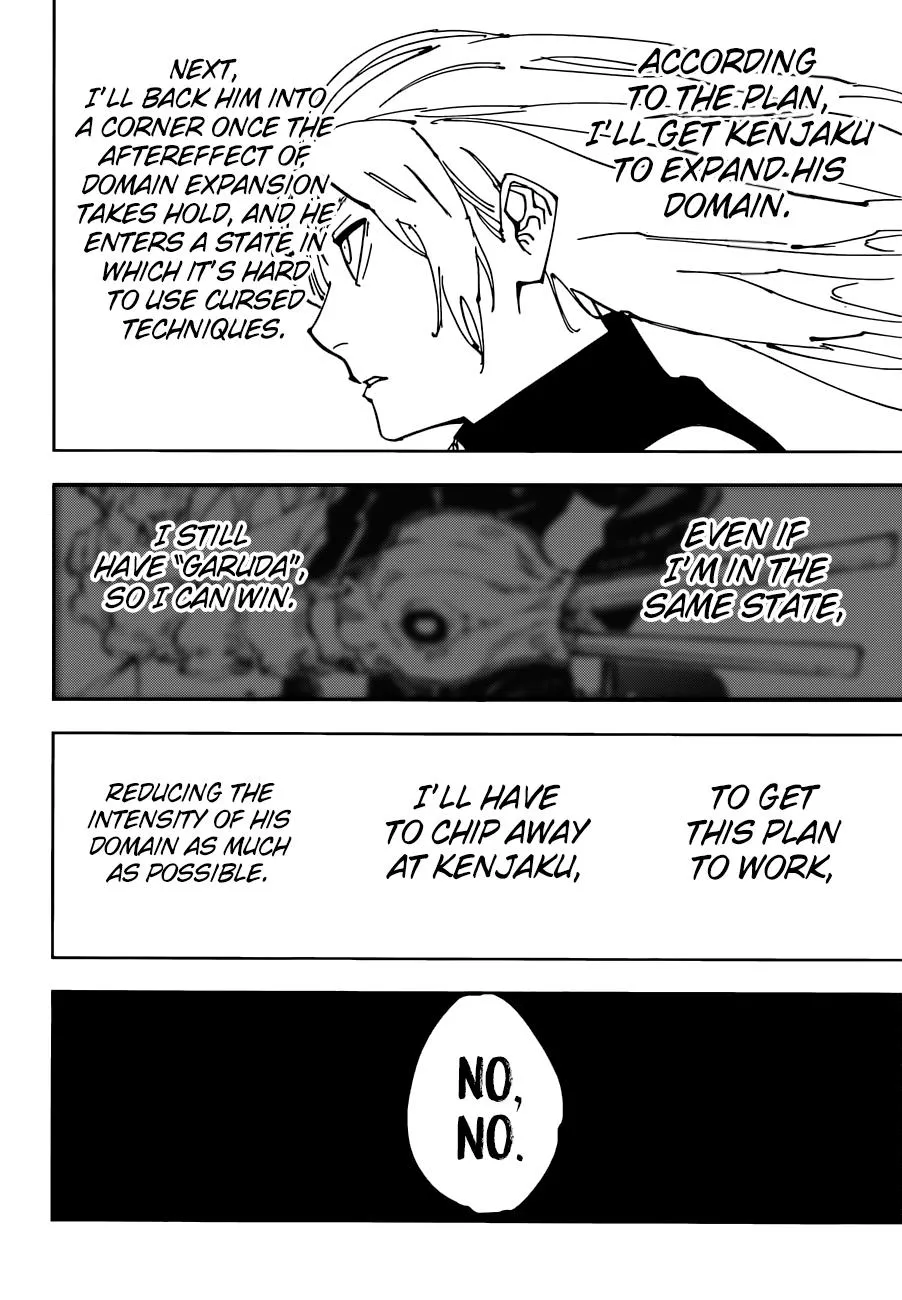 ACCORDING
TO THE PLAN,
I'LL GET KENJAKU
TO EXPAND HIS
DOMAIN.
NEXT,
I'LL BACK HIM INTO
A CORNER ONCE THE
AFTEREFFECT OF
DOMAIN EXPANSION
TAKES HOLD, AND HE
ENTERS A STATE IN
WHICH IT'S HARD
TO USE CURSED
TECHNIQUES.
EVEN IF
I'M IN THE
SAME STATE,
I STILL
HAVE "GARUDA",
SO I CAN WIN.
TO GET
THIS PLAN
TO WORK,
I'LL HAVE
TO CHIP AWAY
AT KENJAKU,
REDUCING THE
INTENSITY OF HIS
DOMAIN AS MUCH
AS POSSIBLE.
NO,
NO.